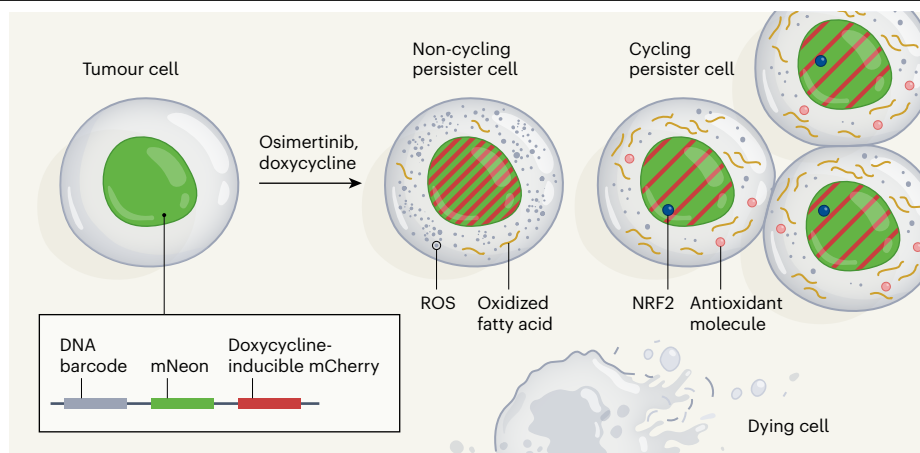 Tumour cell
Osimertinib,
doxycycline
Non-cycling
persister cell
Cycling
persister cell
ROS
Oxidized
fatty acid
NRF2
Antioxidant
molecule
DNA
barcode
mNeon
Doxycycline-
inducible mCherry
Dying cell